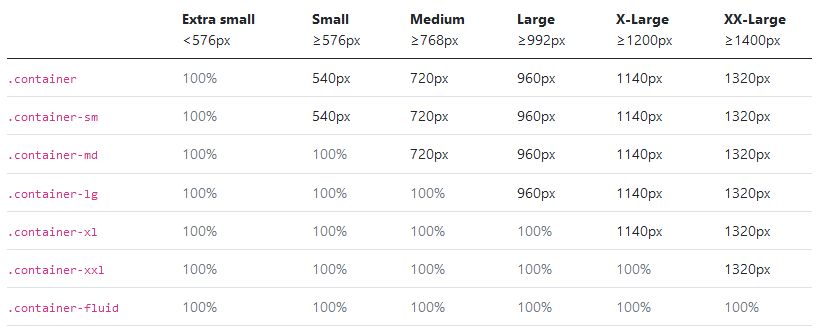 Extra small Small Medium Large X-Large XX-Large
<576px ≥576px ≥768px ≥992px ≥1200px ≥1400px
.container 100% 540px 720px 960px 1140px 1320px
.container-sm 100% 540px 720px 960px 1140px 1320px
.container-md 100% 100% 720px 960px 1140px 1320px
.container-lg 100% 100% 100% 960px 1140px 1320px
.container-xl 100% 100% 100% 100% 1140px 1320px
.container-xxl 100% 100% 100% 100% 100% 1320px
.container-fluid 100% 100% 100% 100% 100% 100%